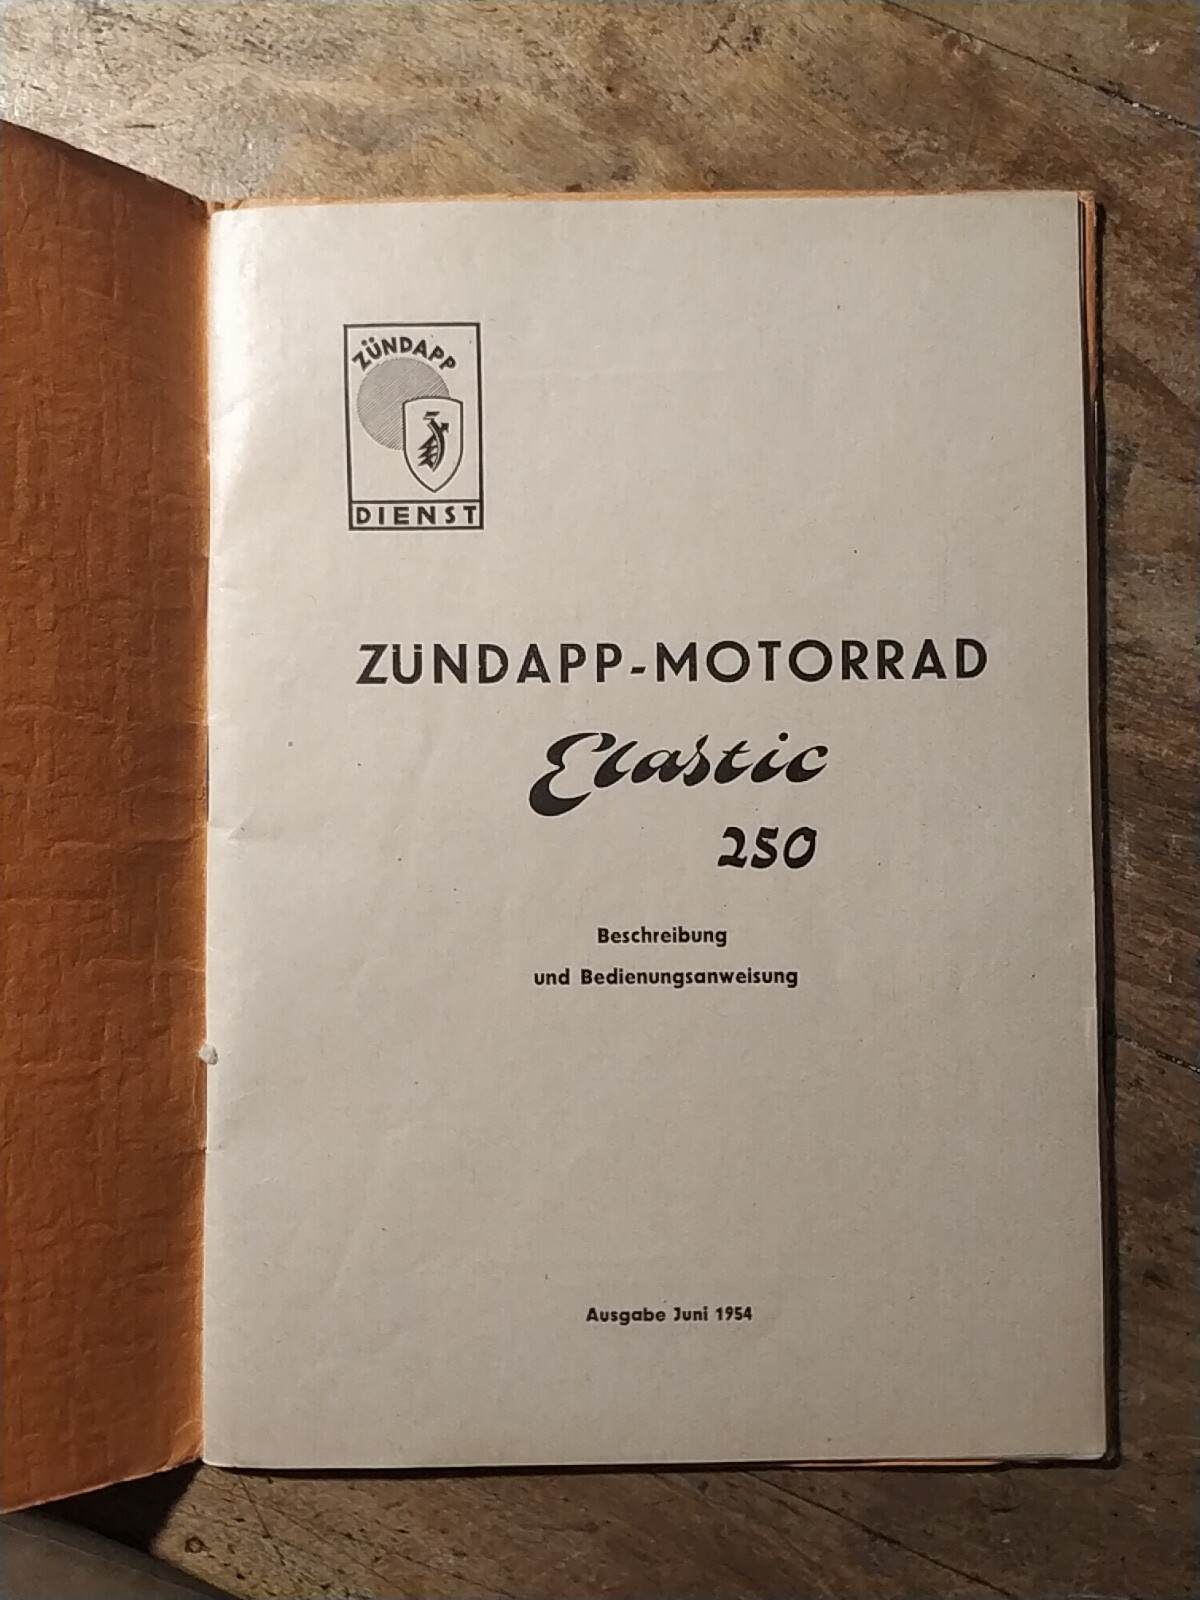 ZÜNDAPP
DIENST
ZÜNDAPP-MOTORRAD
Elastic
250
Beschreibung
und Bedienungsanweisung
Ausgabe Juni 1954